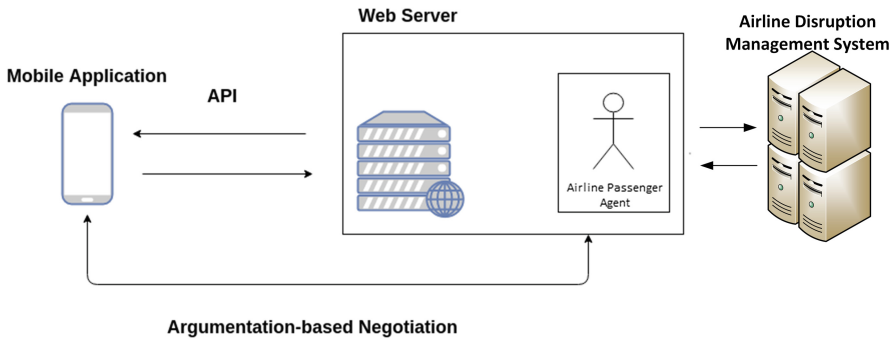 Web Server
Airline Disruption
Management System
Mobile Application
API
Airline Passenger
Agent
Argumentation-based Negotiation